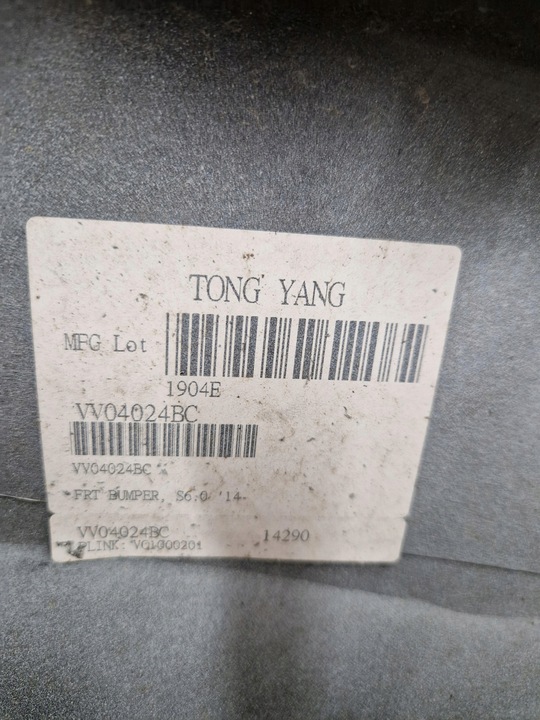 TONG YANG
MFG Lot
1904E
VV04024BC
VV04024BC
FRT BUMPER, S6.0 '14-
VV04024BC 14290
PLINK: VO1000201